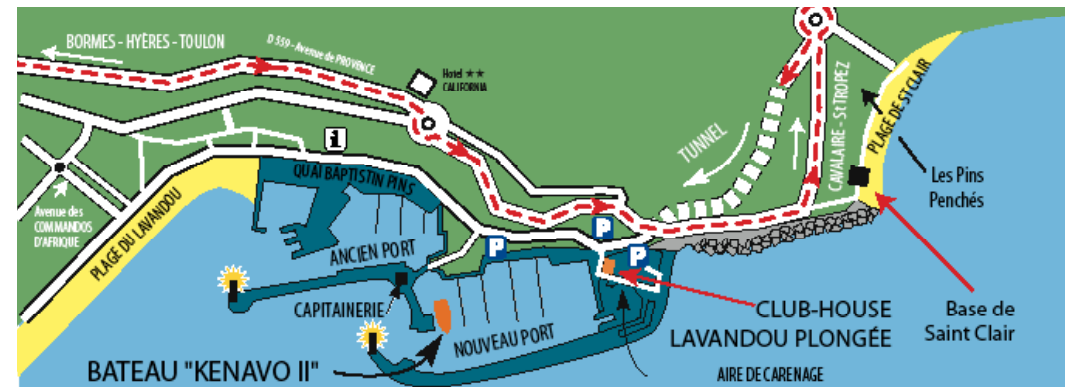 BORMES - HYÈRES - TOULON
D 559 - Avenue de PROVENCE
Hotel ★★
CALIFORNIA
TUNNEL
CAVALAIRE - St TROPEZ
PLAGE DE ST CLAIR
Les Pins
Penchés
i
QUAI BAPTISTIN PINS
Avenue des
COMMANDOS
D'AFRIQUE
PLAGE DU LAVANDOU
ANCIEN PORT
P
P
P
CAPITAINERIE
NOUVEAU PORT
CLUB-HOUSE
LAVANDOU PLONGÉE
Base de
Saint Clair
BATEAU "KENAVO II"
AIRE DE CARENAGE